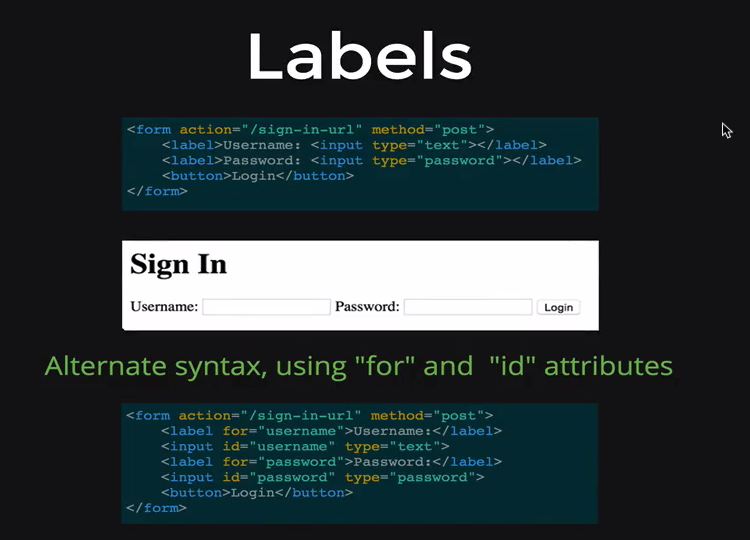 Labels
<form action="/sign-in-url" method="post">
<label>Username: <input type="text"></label>
<label>Password: <input type="password"></label>
<button>Login</button>
</form>
Sign In
Username: Password: Login
Alternate syntax, using "for" and "id" attributes
<form action="/sign-in-url" method="post">
<label for="username">Username:</label>
<input id="username" type="text">
<label for="password">Password:</label>
<input id="password" type="password">
<button>Login</button>
</form>